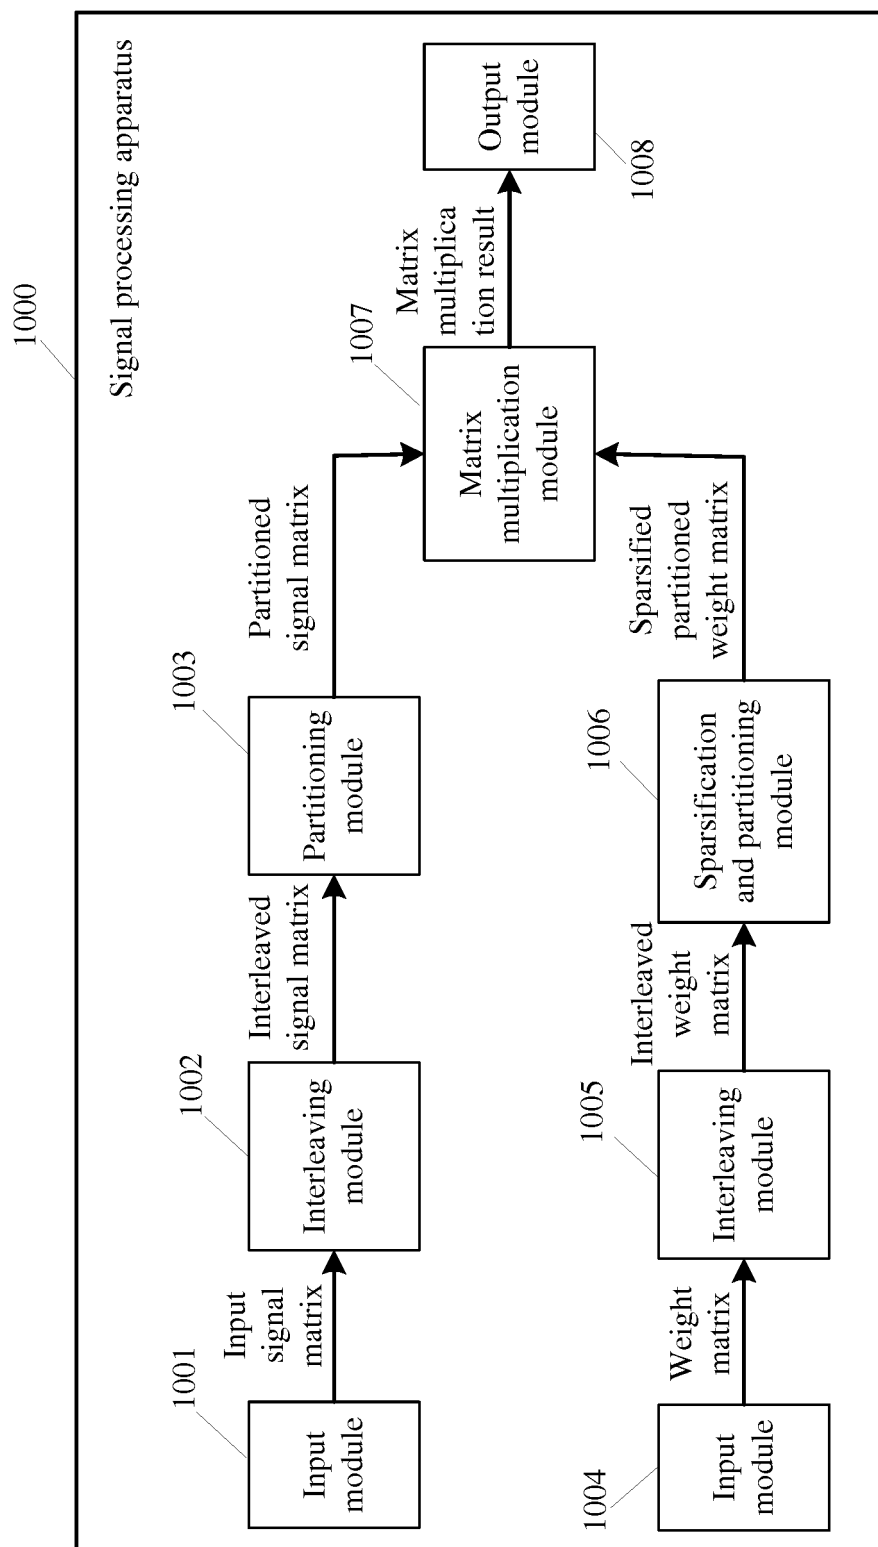 1000
Signal processing apparatus
1001
Input
module
Input
signal
matrix
1002
Interleaving
module
Interleaved
signal matrix
1003
Partitioning
module
Partitioned
signal matrix
1004
Input
module
Weight
matrix
1005
Interleaving
module
Interleaved
weight
matrix
1006
Sparsification
and partitioning
module
Sparsified
partitioned
weight matrix
1007
Matrix
multiplication
module
Matrix
multiplica
tion result
Output
module
1008